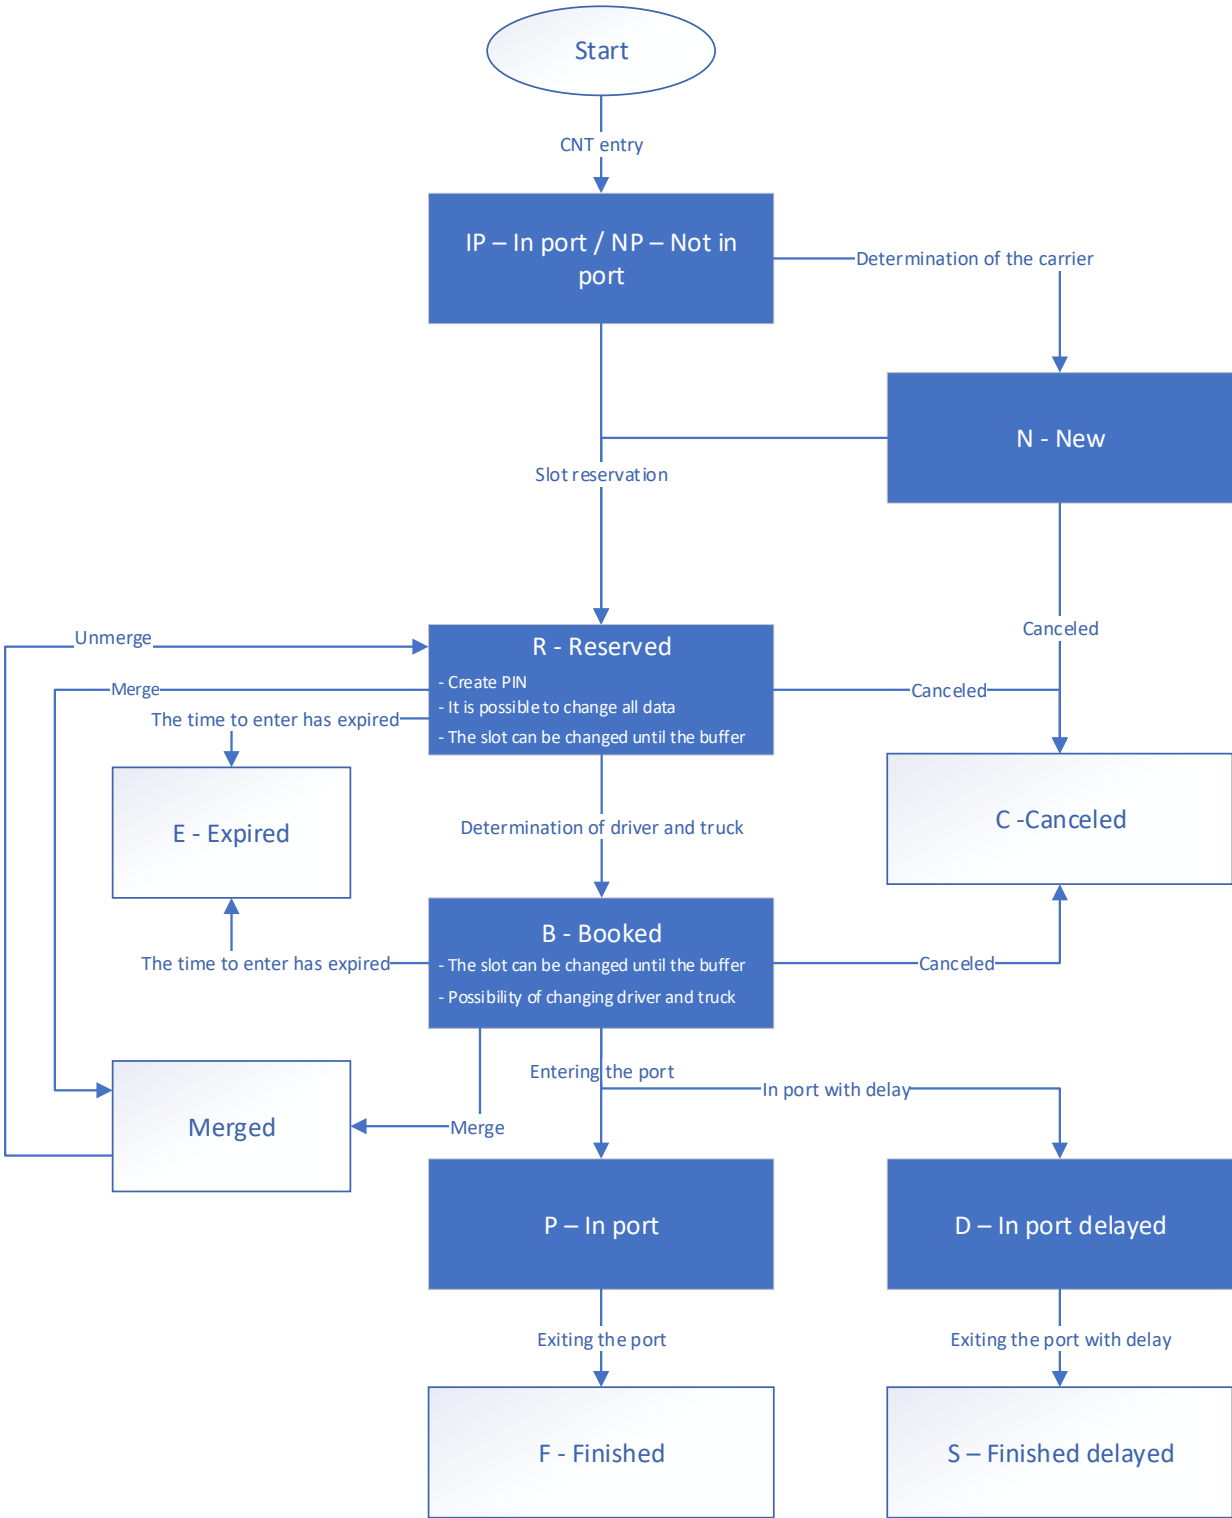 Start
CNT entry
IP – In port / NP – Not in
port
Determination of the carrier
N - New
Slot reservation
Canceled
Unmerge
R - Reserved
Merge
- Create PIN
Canceled
- It is possible to change all data
The time to enter has expired
- The slot can be changed until the buffer
E - Expired
C -Canceled
Determination of driver and truck
B - Booked
The time to enter has expired
- The slot can be changed until the buffer
Canceled
- Possibility of changing driver and truck
Entering the port
In port with delay
Merged
Merge
P – In port
D – In port delayed
Exiting the port
Exiting the port with delay
F - Finished
S – Finished delayed